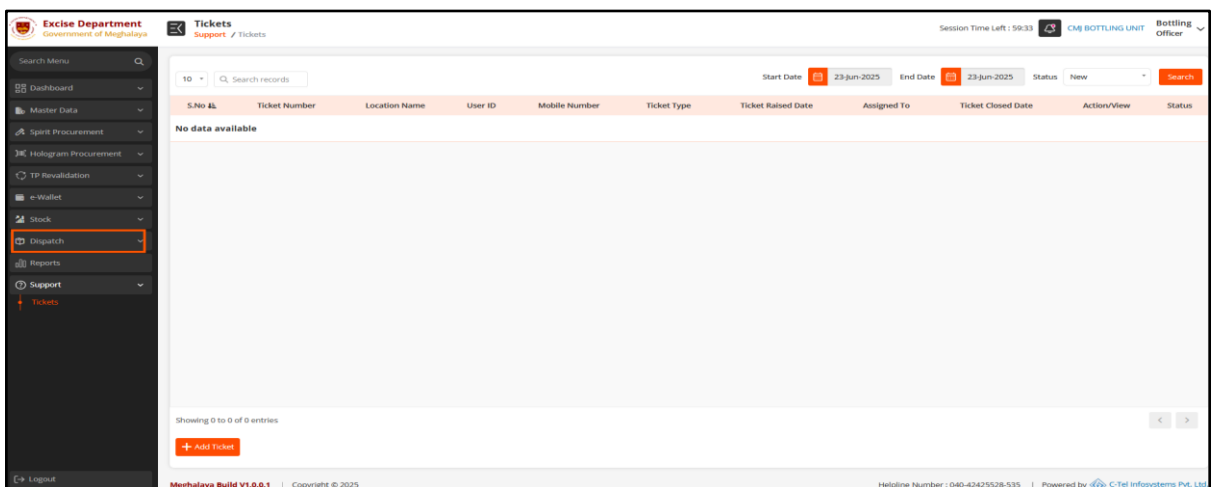 Excise Department
Government of Meghalaya
Tickets
Support / Tickets
Session Time Left : 59:33
CMJ BOTTLING UNIT
Bottling
Officer
Search Menu
Dashboard
Master Data
Spirit Procurement
Hologram Procurement
TP Revalidation
e-Wallet
Stock
Dispatch
Reports
Support
Tickets
Logout
10
Search records
Start Date 23-Jun-2025 End Date 23-Jun-2025 Status New Search
S.No Ticket Number Location Name User ID Mobile Number Ticket Type Ticket Raised Date Assigned To Ticket Closed Date Action/View Status
No data available
Showing 0 to 0 of 0 entries
+ Add Ticket
Meghalaya Build V1.0.0.1 | Copyright © 2025
Helpline Number : 040-42425528-535 | Powered by C-Tel Infosystems Pvt. Ltd.